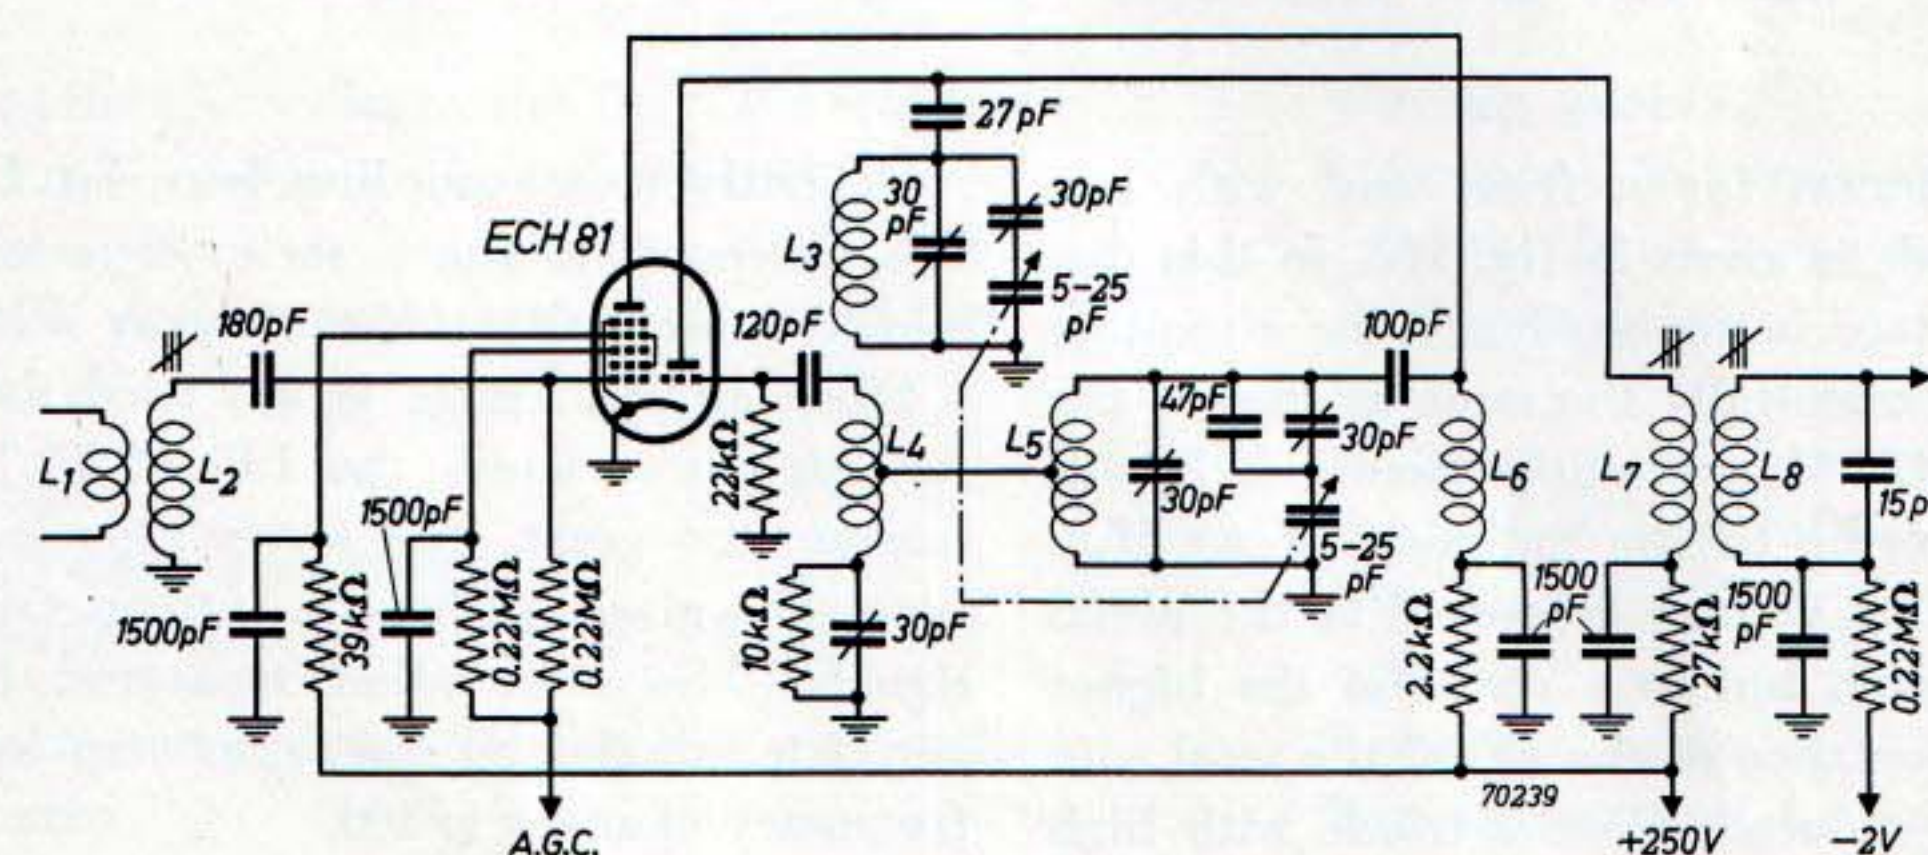 27pF
30
pF
30pF
ECH 81
L3
5-25
pF
180pF
120pF
100pF
47pF
30pF
L1
L2
22kΩ
L4
L5
30pF
L6
L7
L8
15p
1500pF
5-25
pF
1500
pF
1500
pF
1500pF
39kΩ
0.22MΩ
0.22MΩ
10kΩ
30pF
2.2kΩ
27kΩ
0.22MΩ
70239
A.G.C.
+250V
-2V